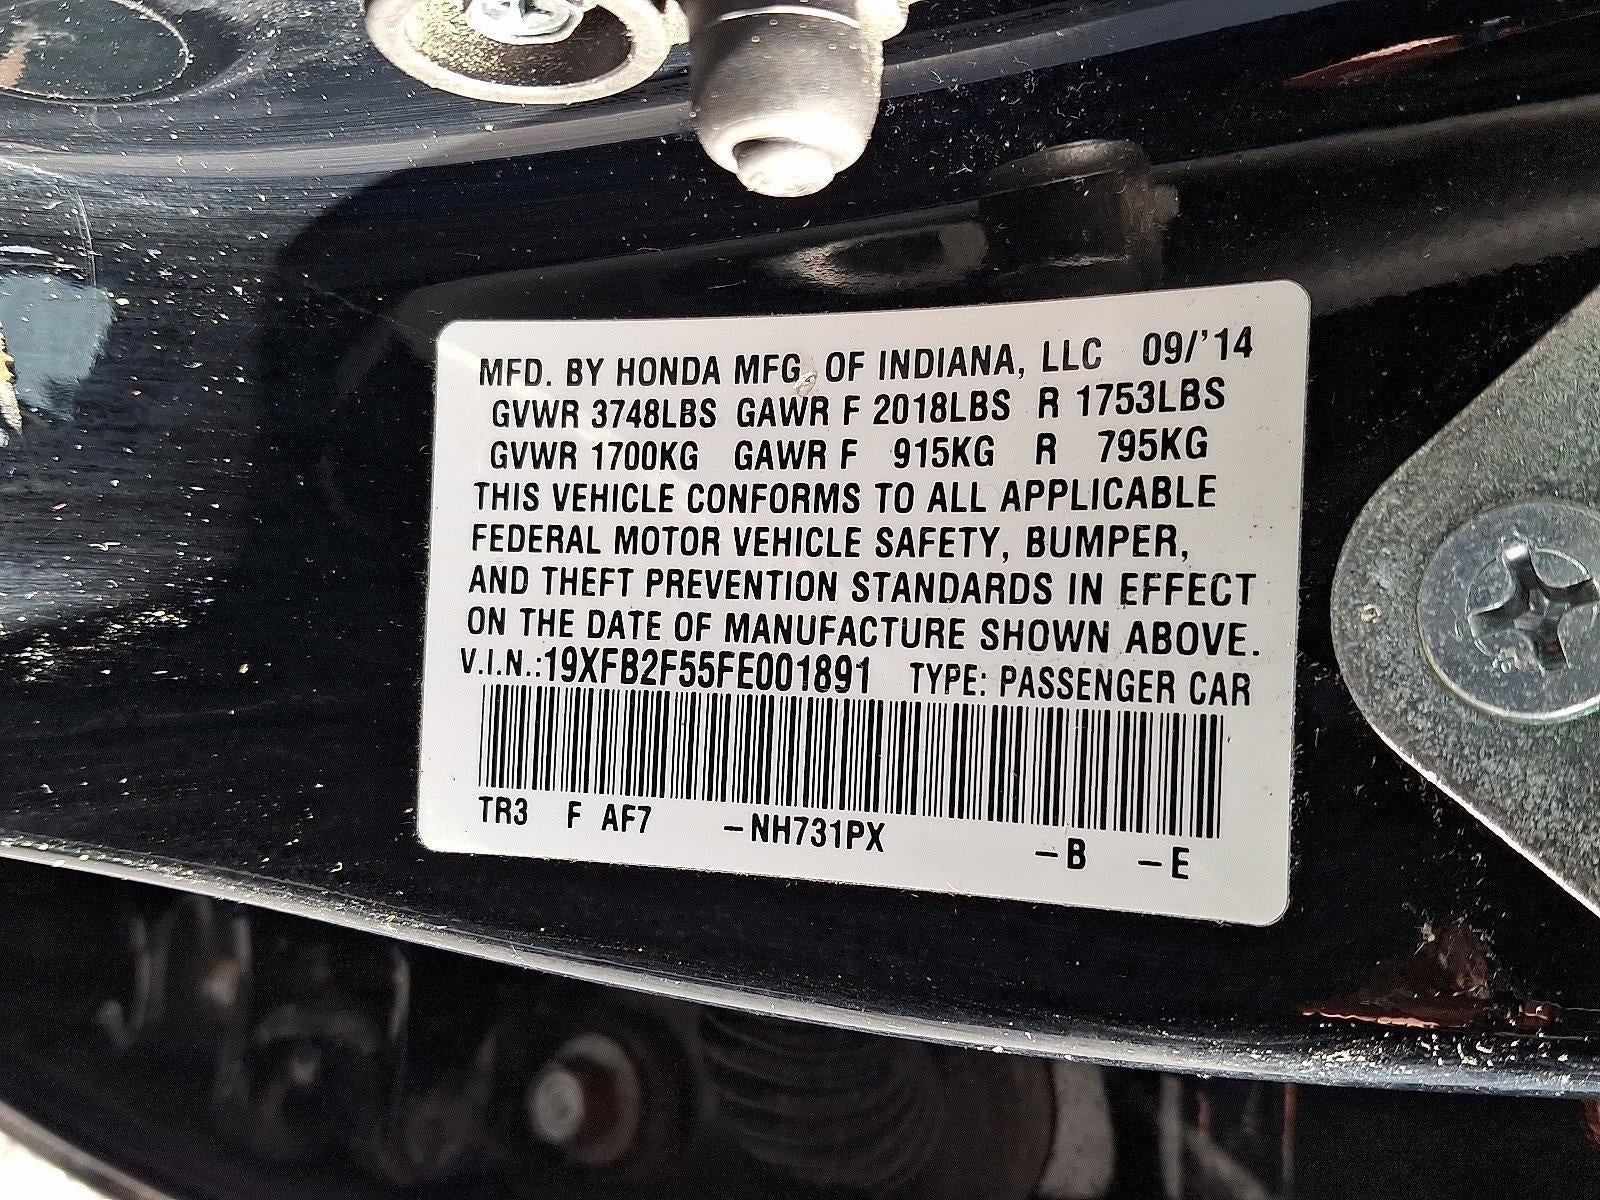 MFD. BY HONDA MFG. OF INDIANA, LLC 09/'14
GVWR 3748LBS GAWR F 2018LBS R 1753LBS
GVWR 1700KG GAWR F 915KG R 795KG
THIS VEHICLE CONFORMS TO ALL APPLICABLE
FEDERAL MOTOR VEHICLE SAFETY, BUMPER,
AND THEFT PREVENTION STANDARDS IN EFFECT
ON THE DATE OF MANUFACTURE SHOWN ABOVE.
V.I.N.:19XFB2F55FE001891 TYPE: PASSENGER CAR
TR3 F AF7 -NH731PX -B -E